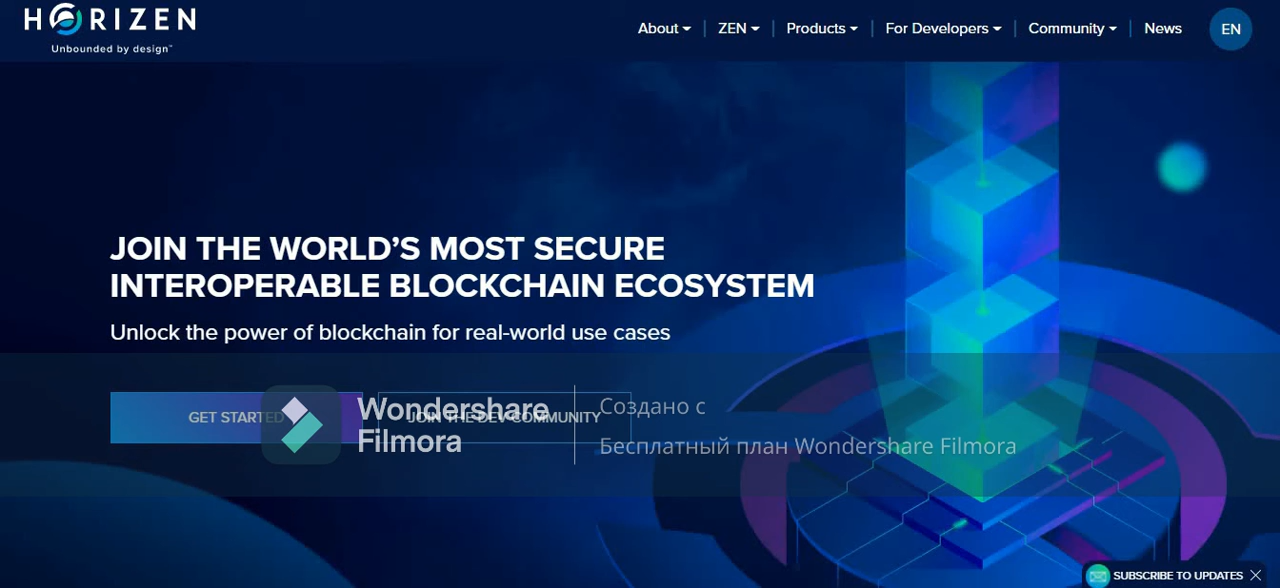 HORIZEN
Unbounded by design™
About
ZEN
Products
For Developers
Community
News
EN
JOIN THE WORLD’S MOST SECURE
INTEROPERABLE BLOCKCHAIN ECOSYSTEM
Unlock the power of blockchain for real-world use cases
GET STARTED
JOIN THE DEV COMMUNITY
Wondershare
Filmora
Создано с
Бесплатный план Wondershare Filmora
SUBSCRIBE TO UPDATES